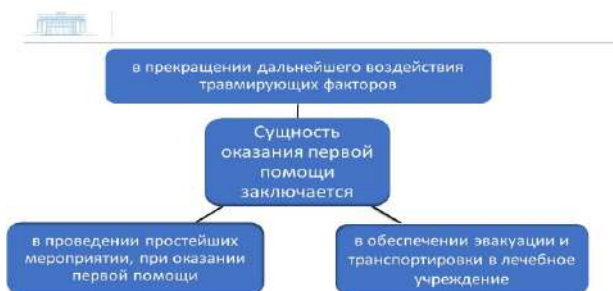 в прекращении дальнейшего воздействия
травмирующих факторов
Сущность
оказания первой
помощи
заключается
в проведении простейших
мероприятии, при оказании
первой помощи
в обеспечении эвакуации и
транспортировки в лечебное
учреждение